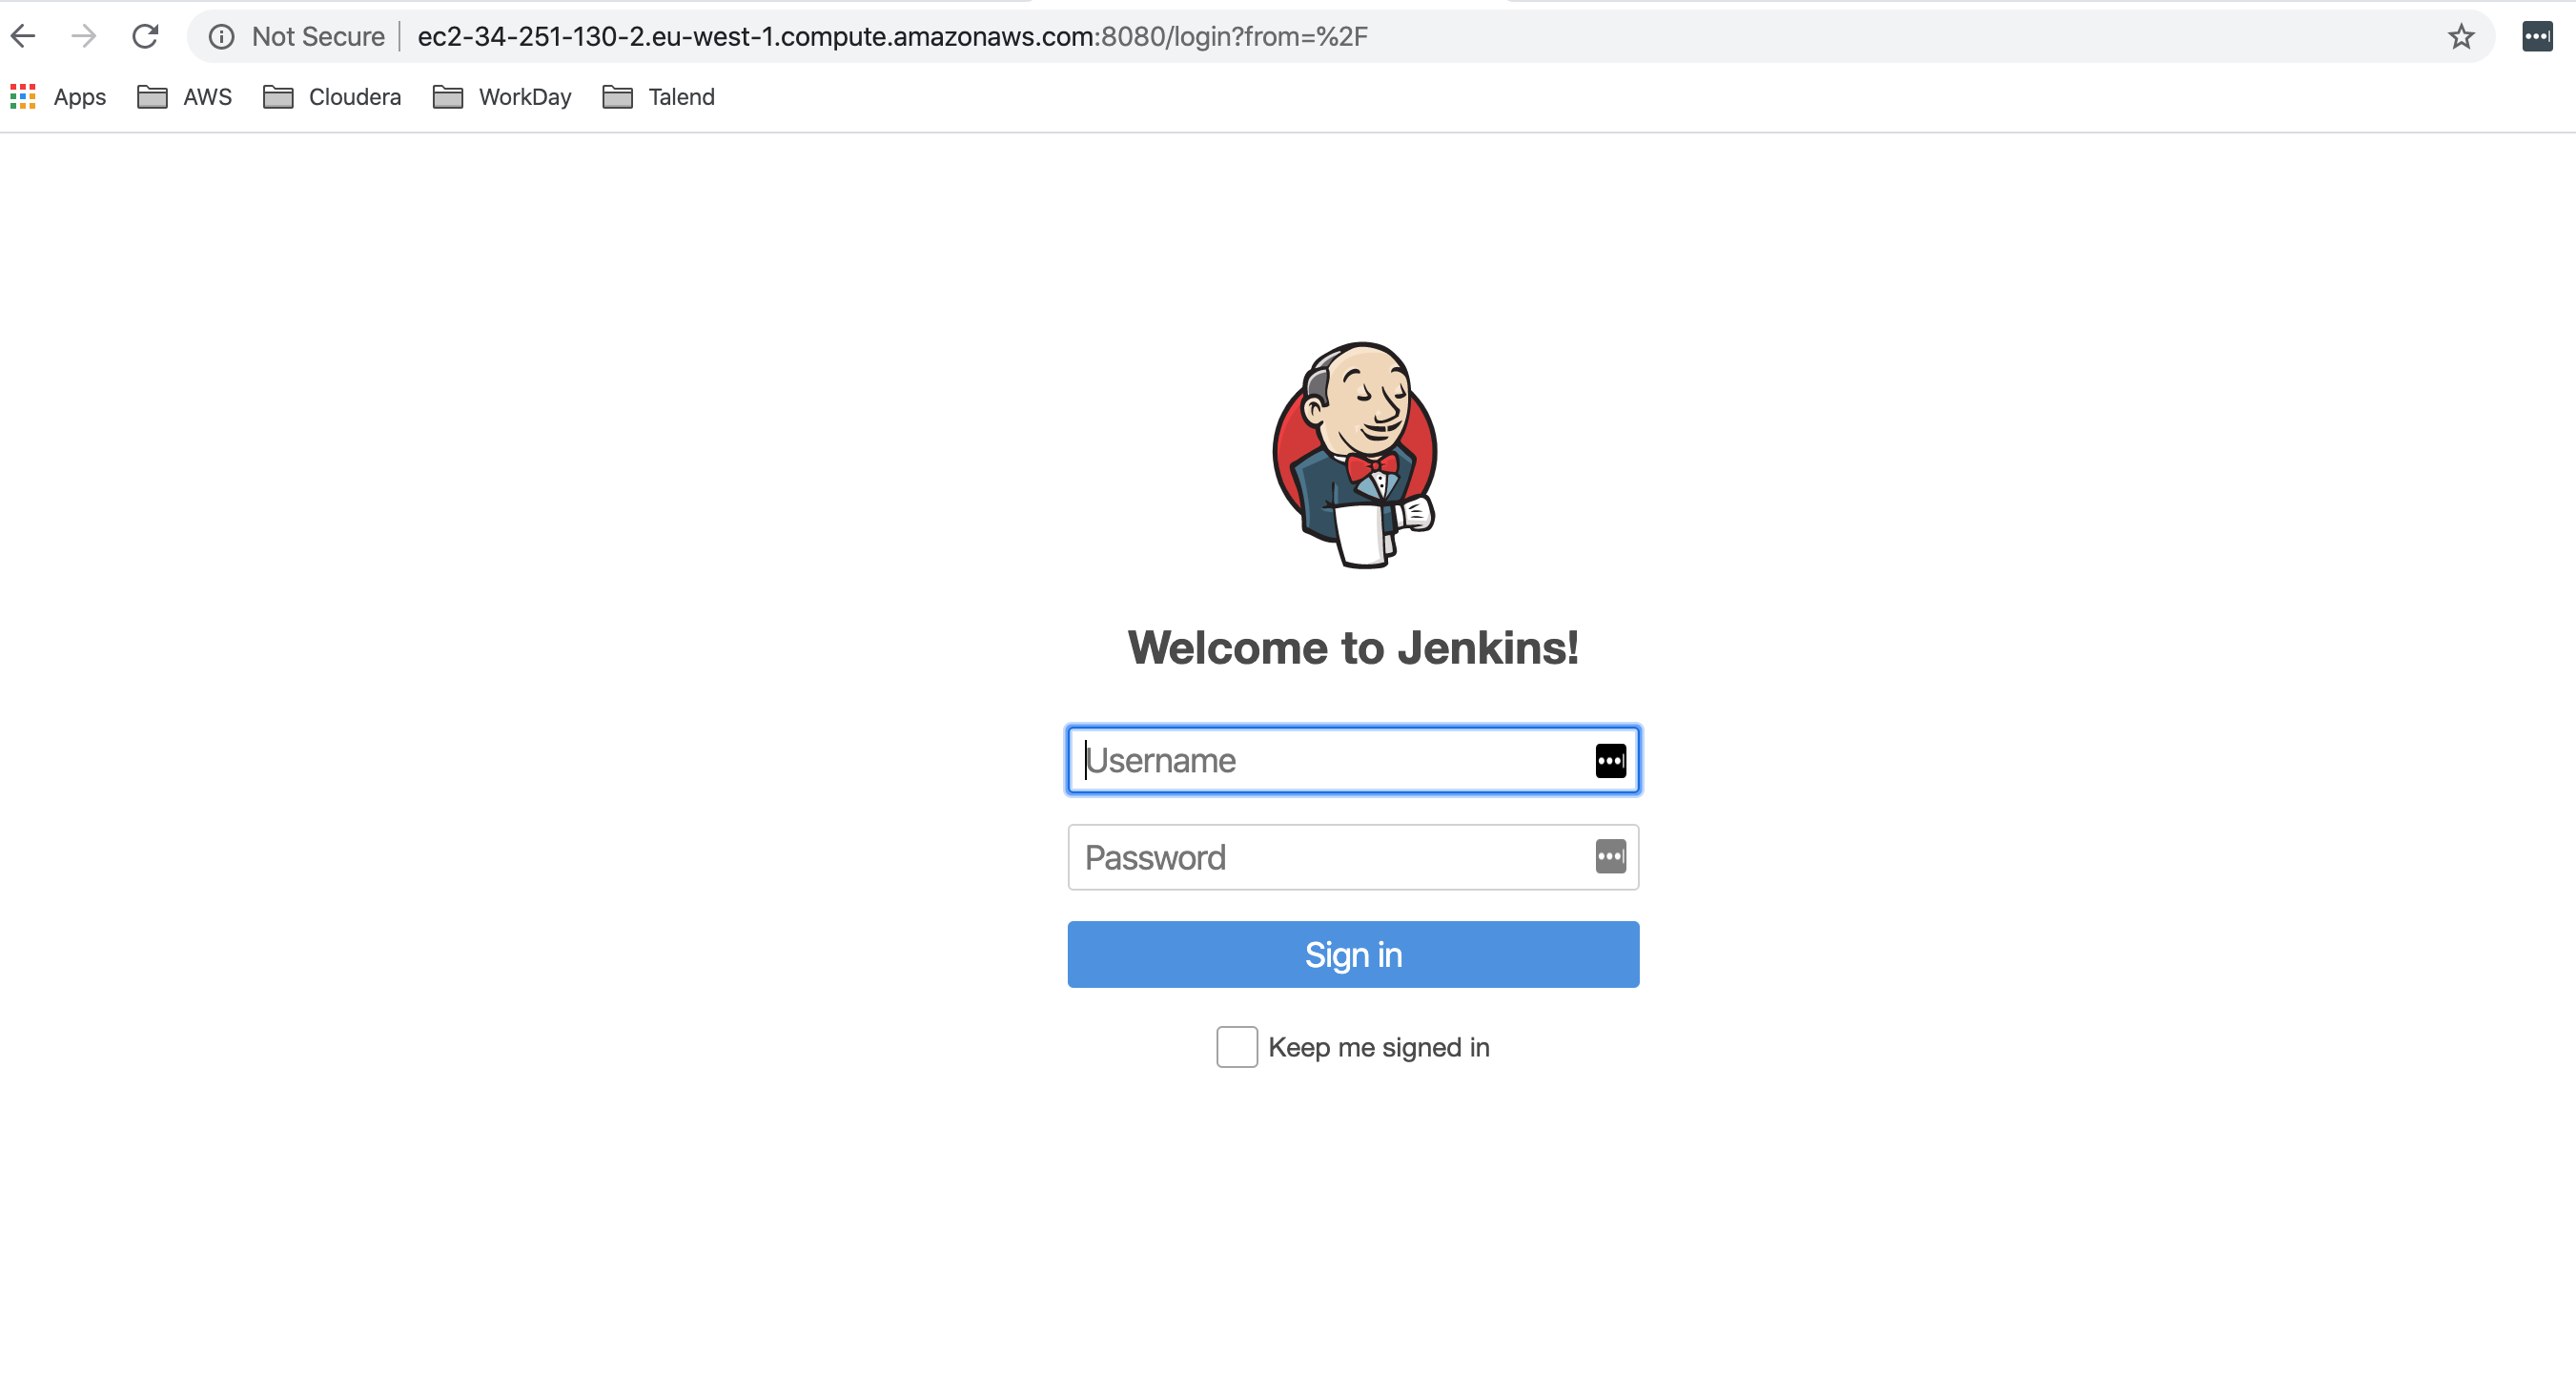 Not Secure | ec2-34-251-130-2.eu-west-1.compute.amazonaws.com:8080/login?from=%2F
Apps AWS Cloudera WorkDay Talend
Welcome to Jenkins!
Username
Password
Sign in
Keep me signed in